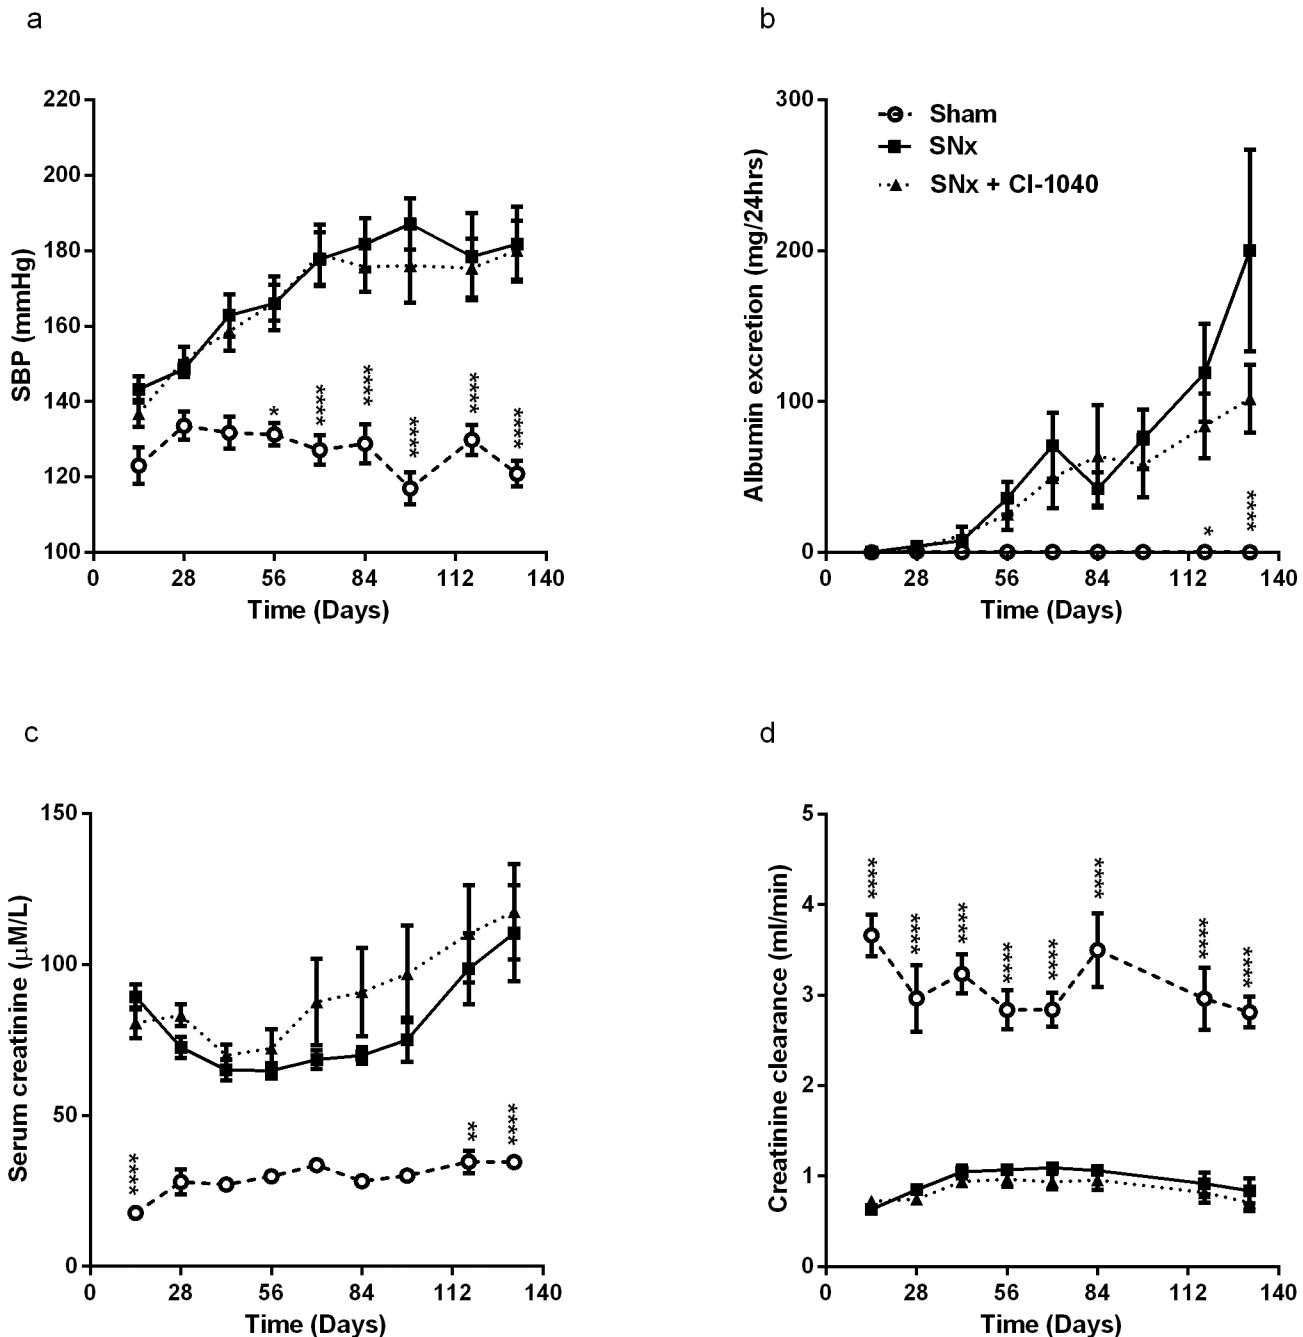 a
220
200
180
160
140
120
100
SBP (mmHg)
*
****
****
****
****
****
0 28 56 84 112 140
Time (Days)
b
300
200
100
0
Albumin excretion (mg/24hrs)
Sham
SNx
SNx + CI-1040
*
****
0 28 56 84 112 140
Time (Days)
c
150
100
50
0
Serum creatinine (μM/L)
****
**
****
0 28 56 84 112 140
Time (Days)
d
5
4
3
2
1
0
Creatinine clearance (ml/min)
****
****
****
****
****
****
****
****
0 28 56 84 112 140
Time (Days)